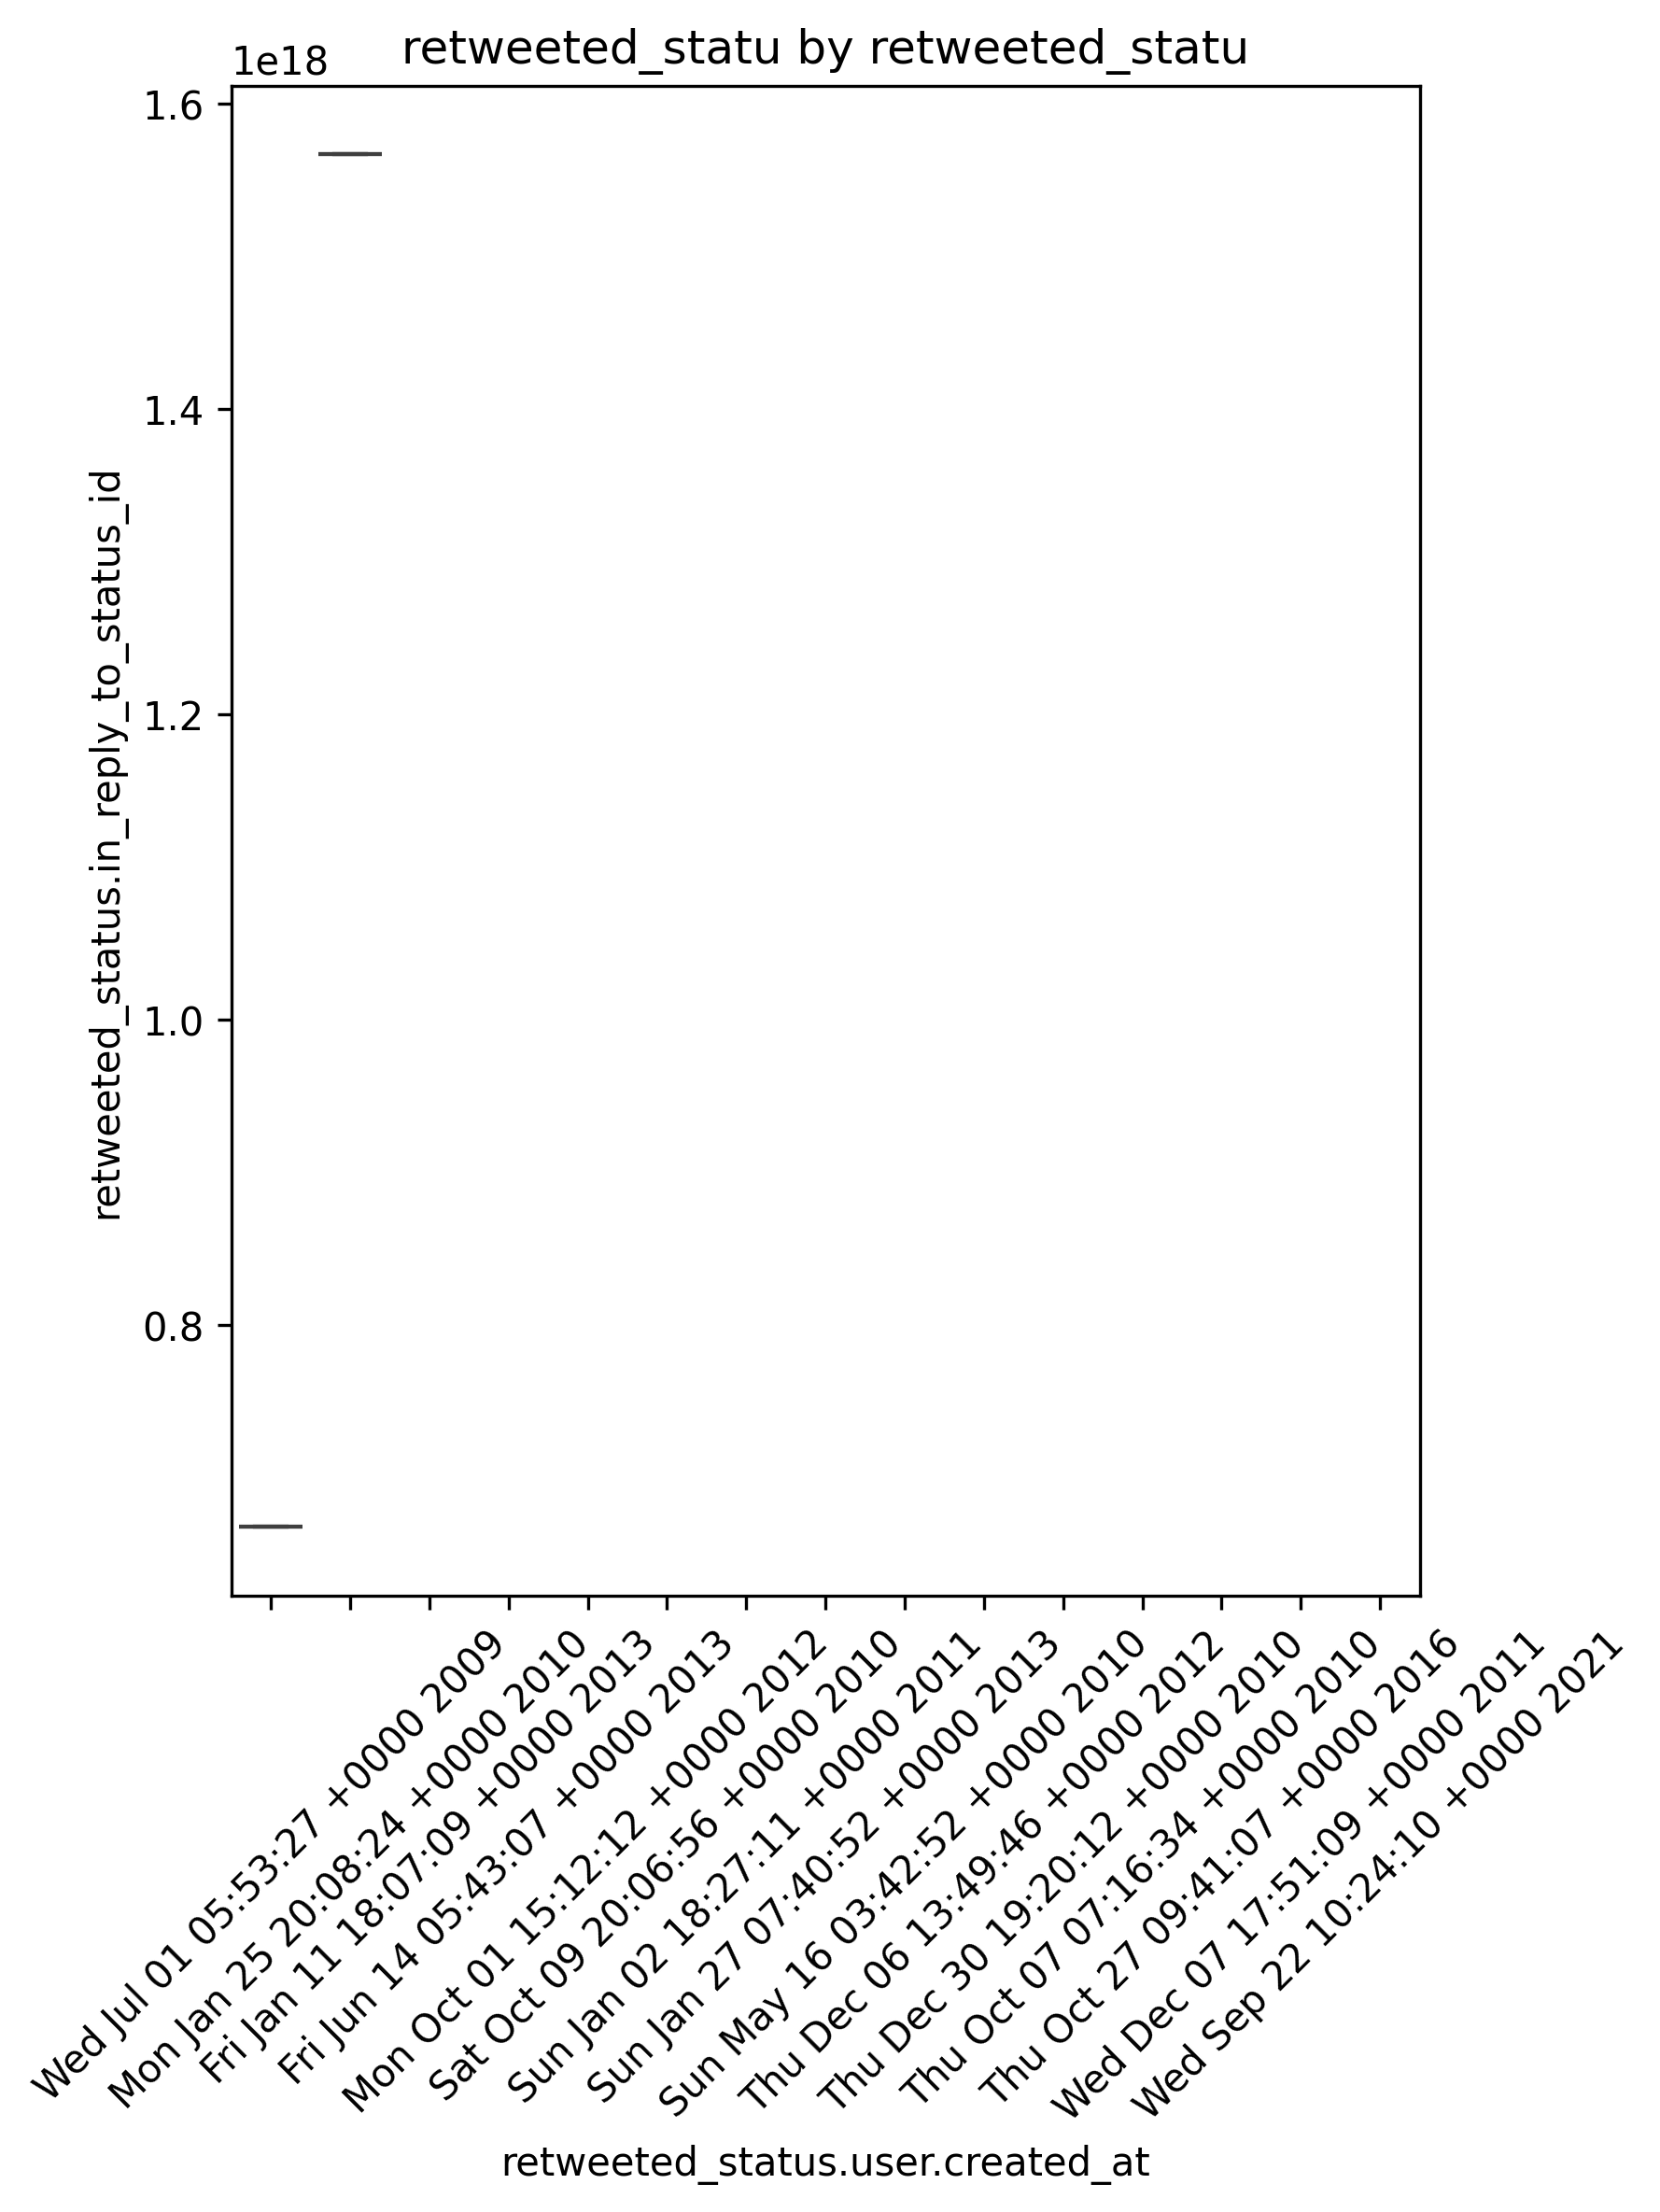 retweeted_statu by retweeted_statu
1e18
1.6
1.4
1.2
1.0
0.8
retweeted_status.in_reply_to_status_id
Wed Jul 01 05:53:27 +0000 2009
Mon Jan 25 20:08:24 +0000 2010
Fri Jan 11 18:07:09 +0000 2013
Fri Jun 14 05:43:07 +0000 2013
Mon Oct 01 15:12:12 +0000 2012
Sat Oct 09 20:06:56 +0000 2010
Sun Jan 02 18:27:11 +0000 2011
Sun Jan 27 07:40:52 +0000 2013
Sun May 16 03:42:52 +0000 2010
Thu Dec 06 13:49:46 +0000 2012
Thu Dec 30 19:20:12 +0000 2010
Thu Oct 07 07:16:34 +0000 2010
Thu Oct 27 09:41:07 +0000 2016
Wed Dec 07 17:51:09 +0000 2011
Wed Sep 22 10:24:10 +0000 2021
retweeted_status.user.created_at